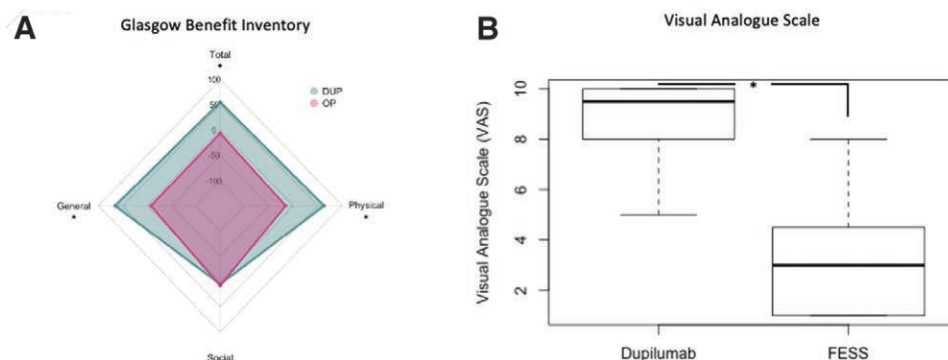 A
Glasgow Benefit Inventory
Total
*
100
50
0
-50
-100
DUP
OP
General
*
Physical
*
Social
B
Visual Analogue Scale
Visual Analogue Scale (VAS)
10
8
6
4
2
*
Dupilumab
FESS